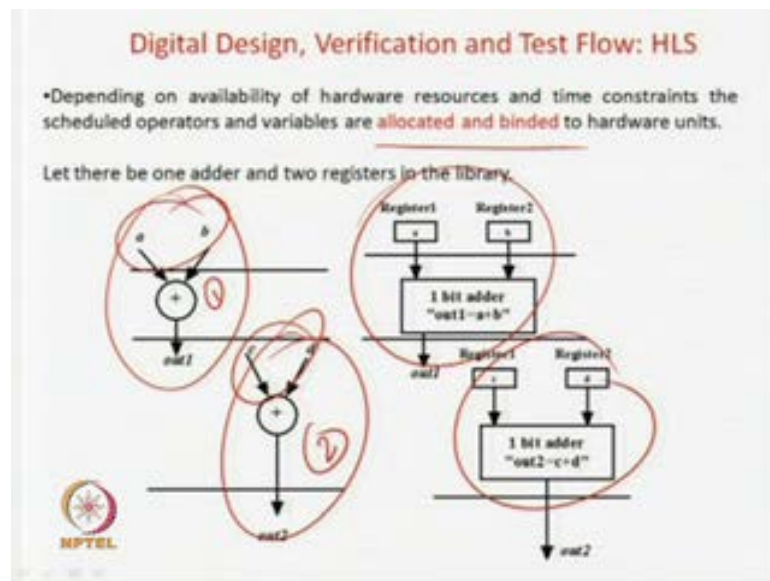 Digital Design, Verification and Test Flow: HLS
•Depending on availability of hardware resources and time constraints the
scheduled operators and variables are allocated and binded to hardware units.
Let there be one adder and two registers in the library.
Register1 Register2
a b a b
+ 1
1 bit adder
"out1=a+b"
out1 out1
c d
Register1 Register2
c d
+ 2
1 bit adder
"out2=c+d"
out2
out2
NPTEL